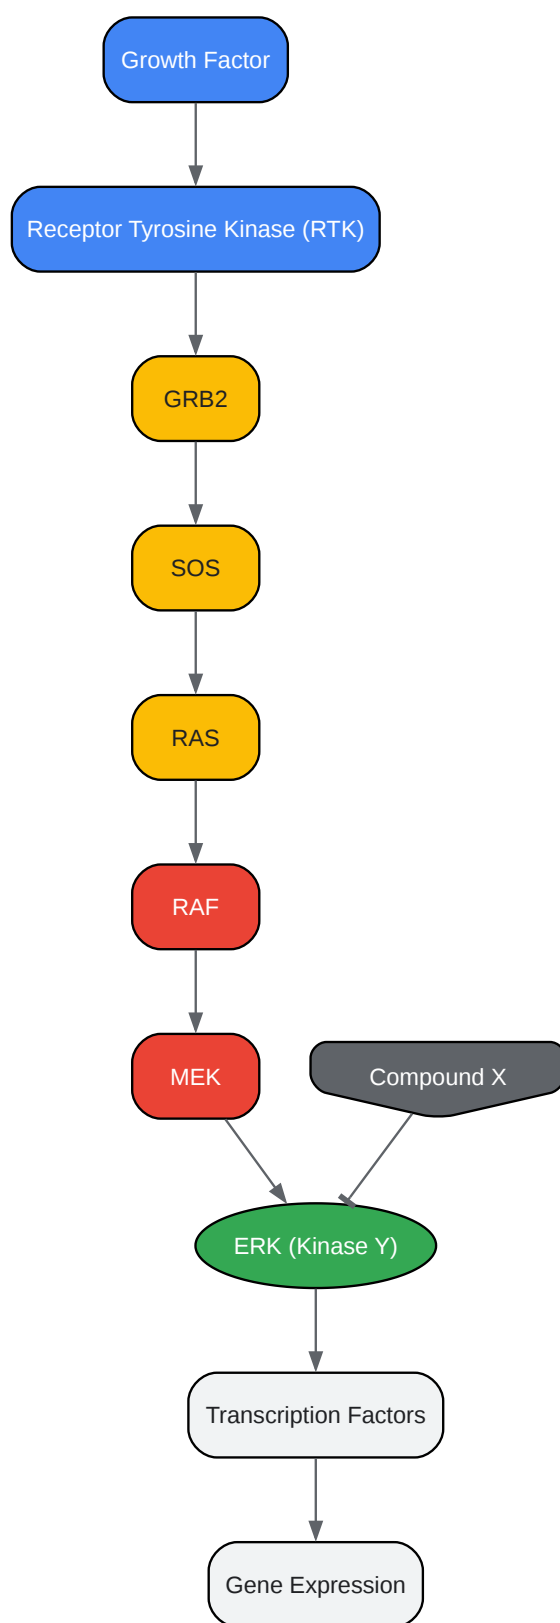 Growth Factor
Receptor Tyrosine Kinase (RTK)
GRB2
SOS
RAS
RAF
MEK
Compound X
ERK (Kinase Y)
Transcription Factors
Gene Expression